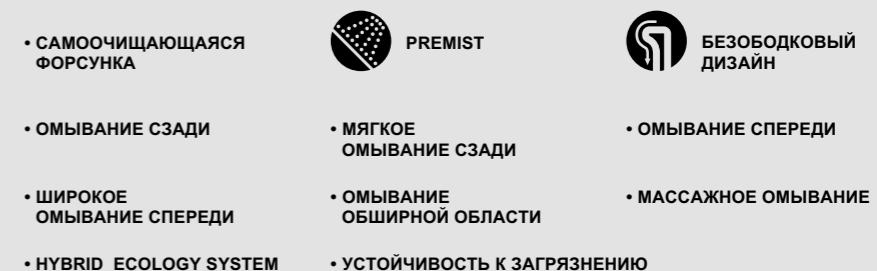 • САМООЧИЩАЮЩАЯСЯ
ФОРСУНКА
PREMIST
БЕЗОБОДКОВЫЙ
ДИЗАЙН
• ОМЫВАНИЕ СЗАДИ
• МЯГКОЕ
ОМЫВАНИЕ СЗАДИ
• ОМЫВАНИЕ СПЕРЕДИ
• ШИРОКОЕ
ОМЫВАНИЕ СПЕРЕДИ
• ОМЫВАНИЕ
ОБШИРНОЙ ОБЛАСТИ
• МАССАЖНОЕ ОМЫВАНИЕ
• HYBRID ECOLOGY SYSTEM
• УСТОЙЧИВОСТЬ К ЗАГРЯЗНЕНИЮ